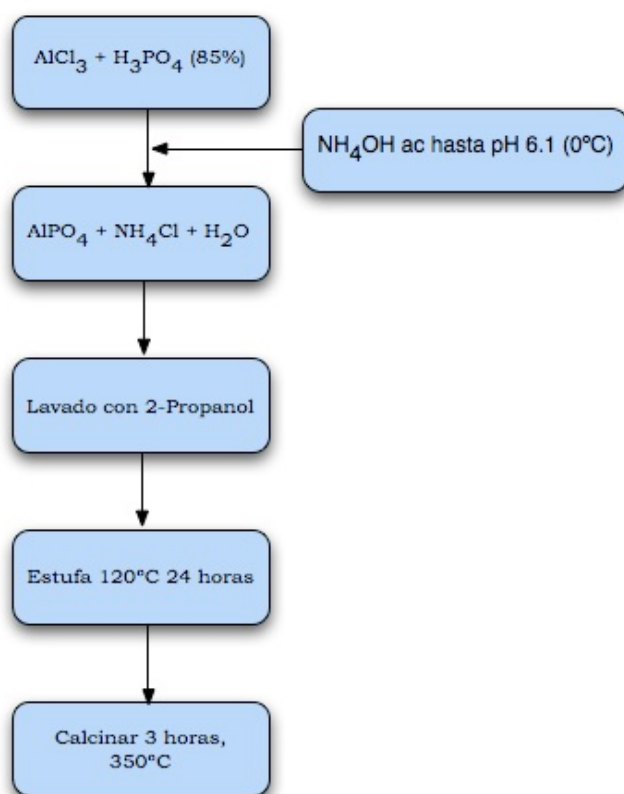 AlCl3 + H3PO4 (85%)
NH4OH ac hasta pH 6.1 (0ºC)
AlPO4 + NH4Cl + H2O
Lavado con 2-Propanol
Estufa 120ºC 24 horas
Calcinar 3 horas,
350ºC